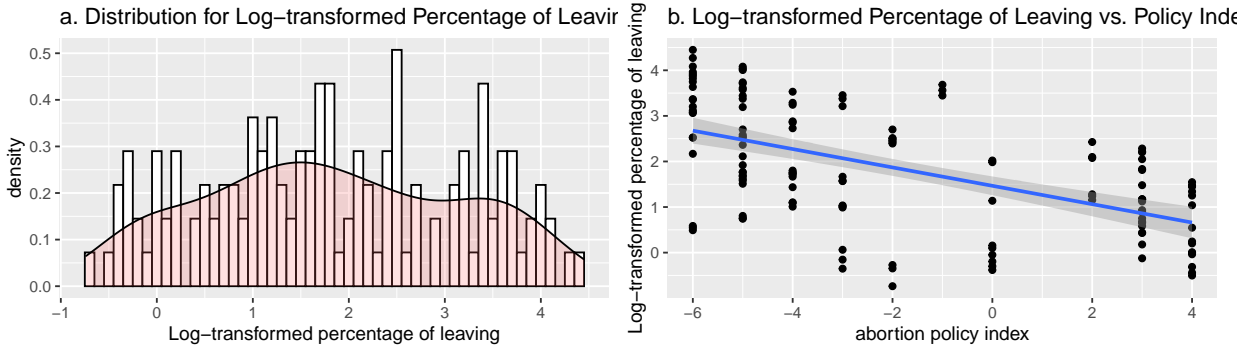 a. Distribution for Log−transformed Percentage of Leavin
density
0.5
0.4
0.3
0.2
0.1
0.0
−1 0 1 2 3 4
Log−transformed percentage of leaving
b. Log−transformed Percentage of Leaving vs. Policy Inde
Log−transformed percentage of leaving
4
3
2
1
0
−6 −4 −2 0 2 4
abortion policy index